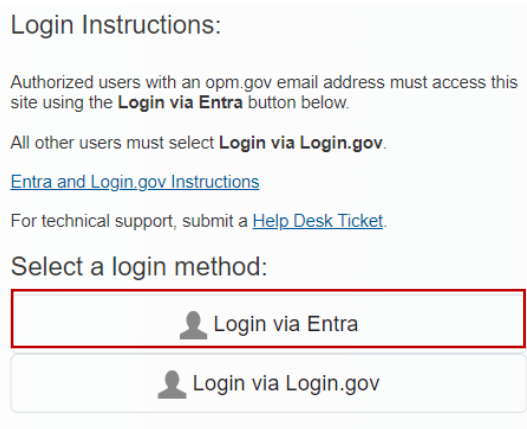 Login Instructions:
Authorized users with an opm.gov email address must access this
site using the Login via Entra button below.
All other users must select Login via Login.gov.
Entra and Login.gov Instructions
For technical support, submit a Help Desk Ticket.
Select a login method:
Login via Entra
Login via Login.gov